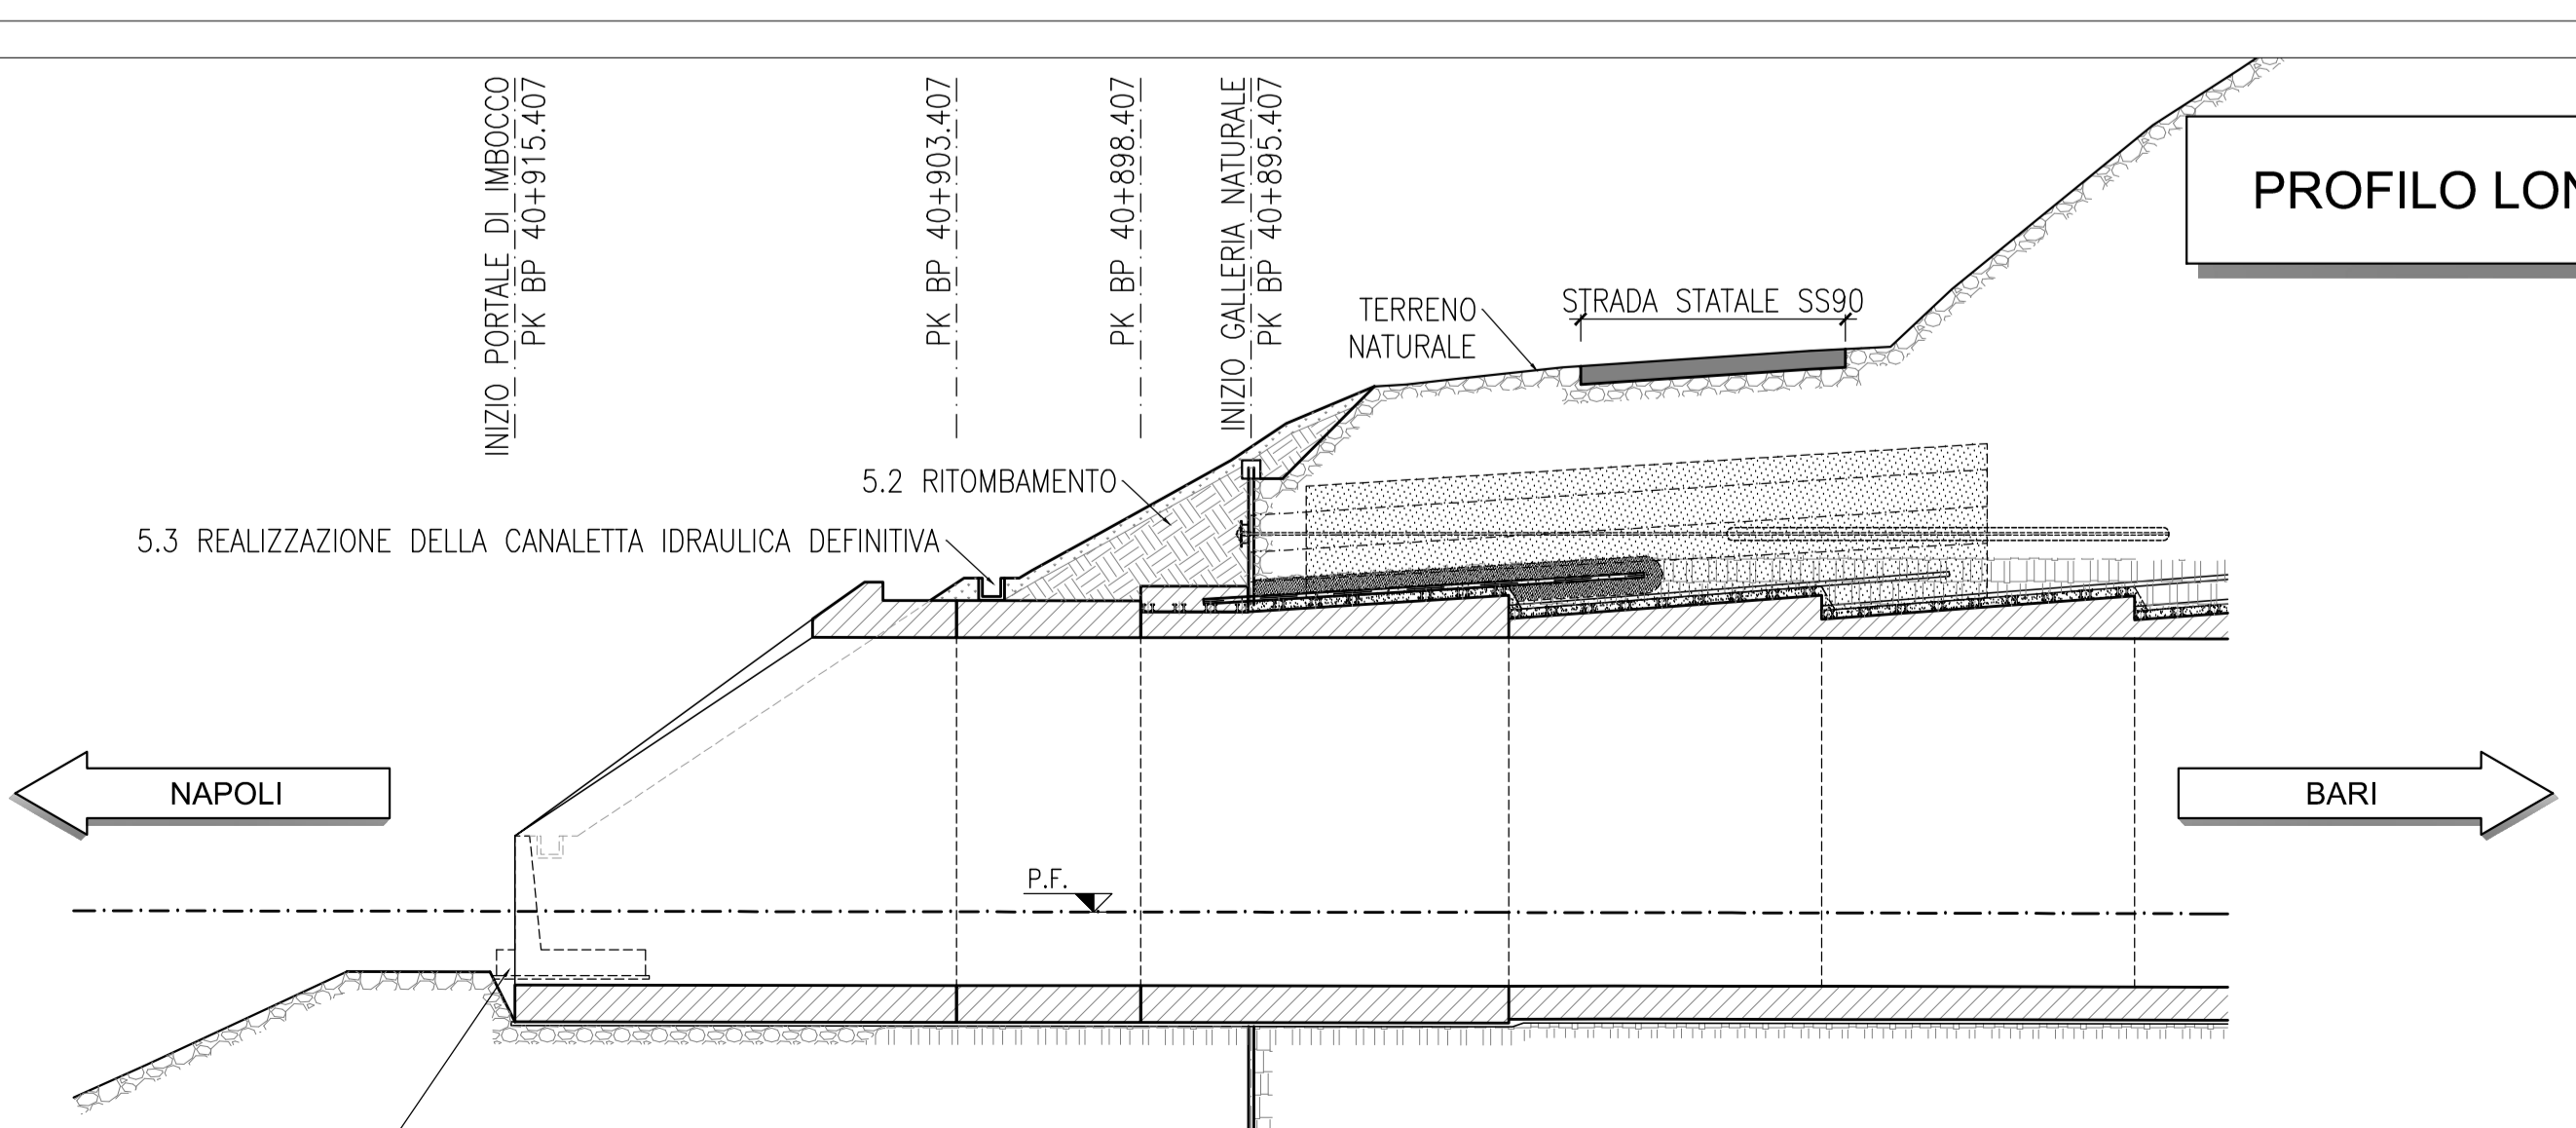 INIZIO PORTALE DI IMBOCCO
PK BP 40+915.407
PK BP 40+903.407
PK BP 40+898.407
INIZIO GALLERIA NATURALE
PK BP 40+895.407
PROFILO LON
TERRENO
NATURALE
STRADA STATALE SS90
5.2 RITOMBAMENTO
5.3 REALIZZAZIONE DELLA CANALETTA IDRAULICA DEFINITIVA
NAPOLI
BARI
P.F.